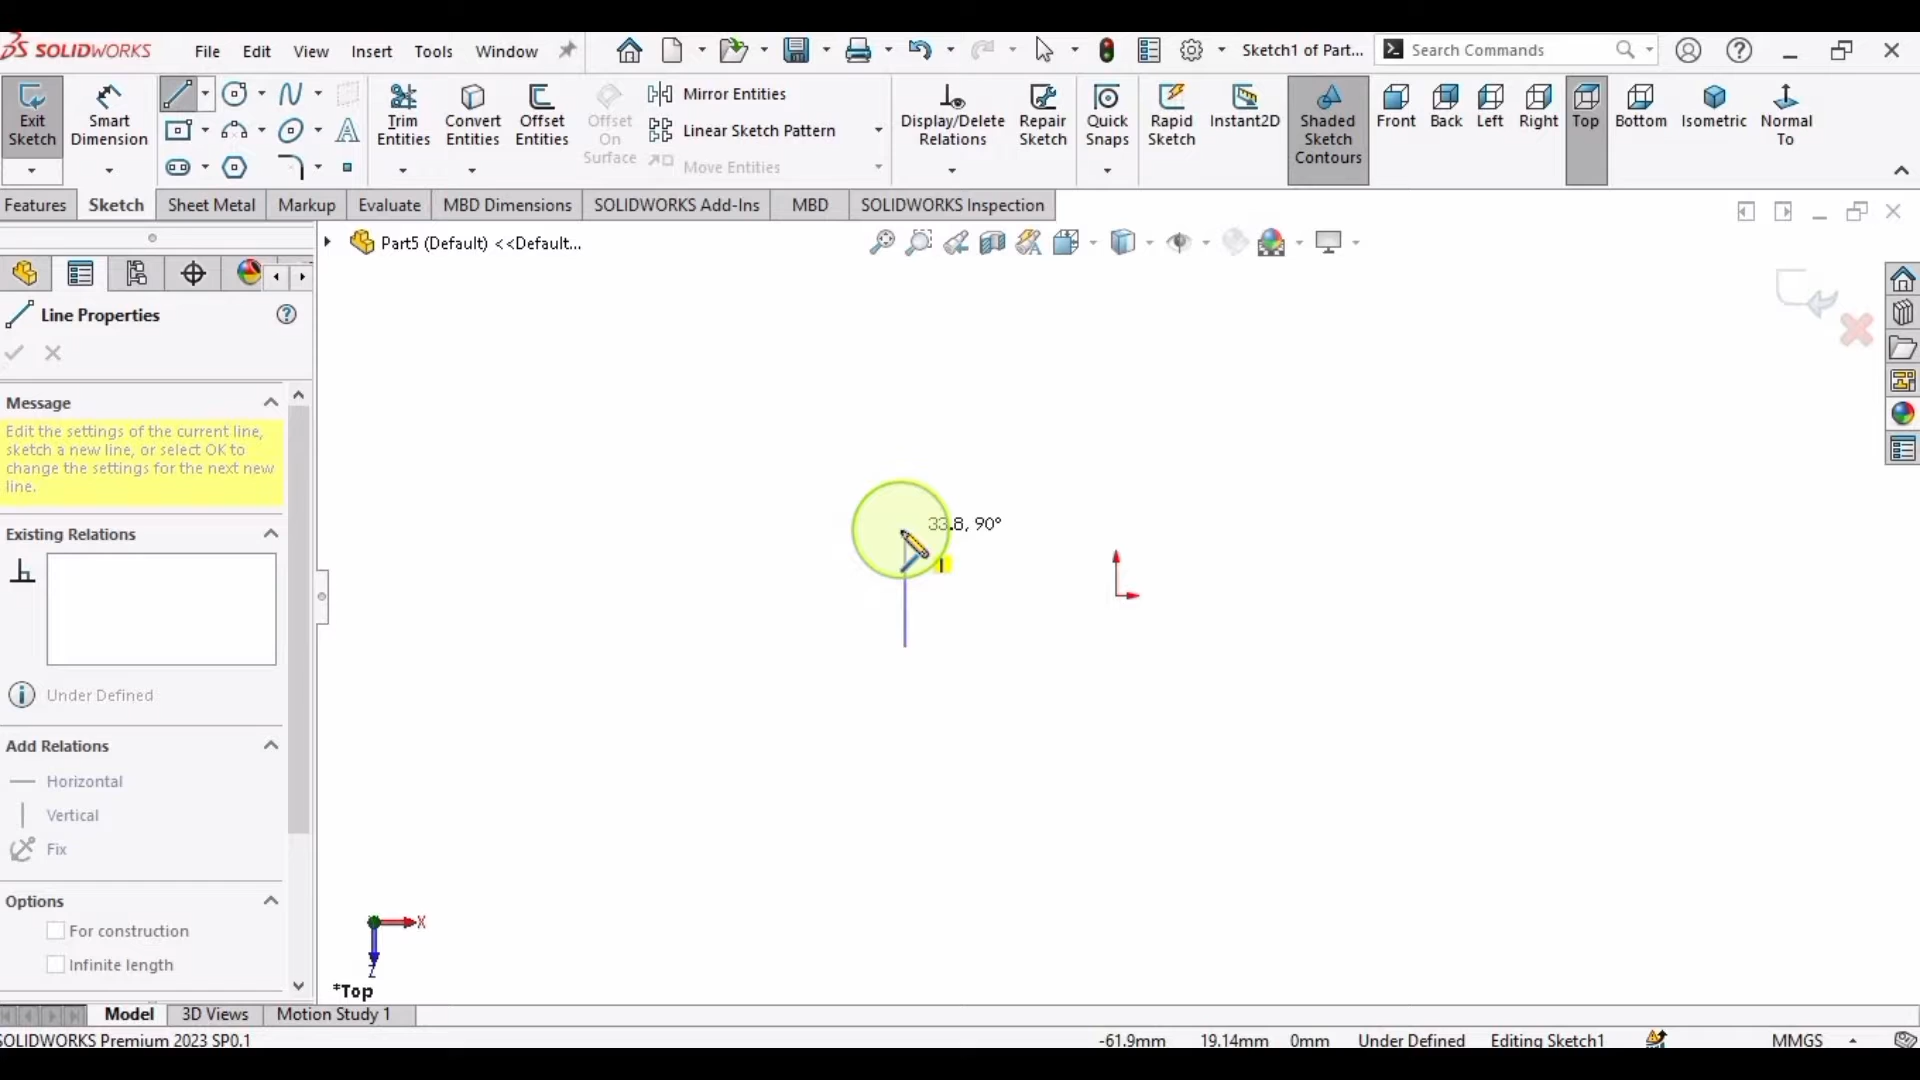 SOLIDWORKS File Edit View Insert Tools Window Sketch1 of Part... Search Commands
Exit Sketch
Smart Dimension
Trim Entities
Convert Entities
Offset Entities
Offset On Surface
Mirror Entities
Linear Sketch Pattern
Move Entities
Display/Delete Relations
Repair Sketch
Quick Snaps
Rapid Sketch
Instant2D
Shaded Sketch Contours
Front Back Left Right Top Bottom Isometric
Normal To
Features Sketch Sheet Metal Markup Evaluate MBD Dimensions SOLIDWORKS Add-Ins MBD SOLIDWORKS Inspection
Part5 (Default) <<Default...
Line Properties
Message
Edit the settings of the current line,
sketch a new line, or select OK to
change the settings for the next new
line.
33.8, 90°
Existing Relations
Under Defined
Add Relations
Horizontal
Vertical
Fix
Options
For construction
Infinite length
X
Z
*Top
Model 3D Views Motion Study 1
SOLIDWORKS Premium 2023 SP0.1 -61.9mm 19.14mm 0mm Under Defined Editing Sketch1 MMGS